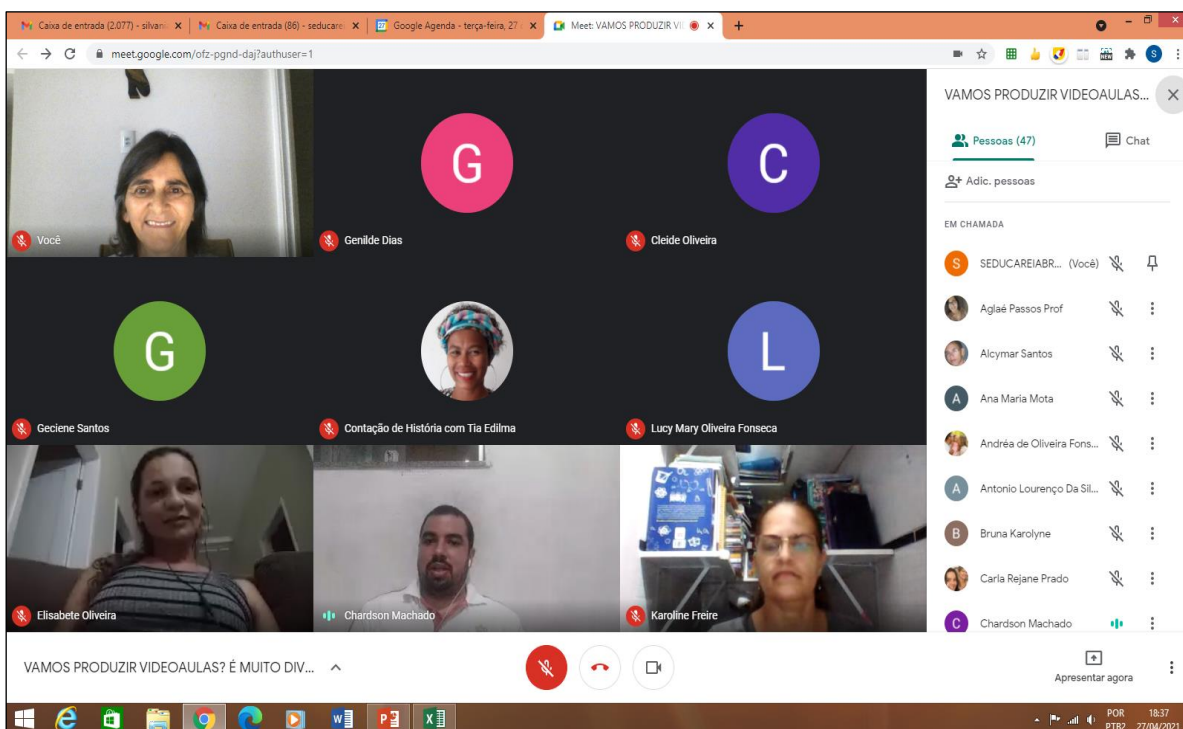 Caixa de entrada (2.077) - silvan
Caixa de entrada (86) - seducare
Google Agenda - terça-feira, 27
Meet: VAMOS PRODUZIR VI
meet.google.com/ofz-pgnd-daj?authuser=1
S
Você
G
Genilde Dias
C
Cleide Oliveira
G
Geciene Santos
Contação de História com Tia Edilma
L
Lucy Mary Oliveira Fonseca
Elisabete Oliveira
Chardson Machado
Karoline Freire
VAMOS PRODUZIR VIDEOAULAS...
Pessoas (47)
Chat
Adic. pessoas
EM CHAMADA
S SEDUCAREIABR... (Você)
Aglaé Passos Prof
Alcymar Santos
A Ana Maria Mota
Andréa de Oliveira Fons...
A Antonio Lourenço Da Sil...
B Bruna Karolyne
Carla Rejane Prado
C Chardson Machado
VAMOS PRODUZIR VIDEOAULAS? É MUITO DIV...
Apresentar agora
POR 18:37
PTB2 27/04/2021